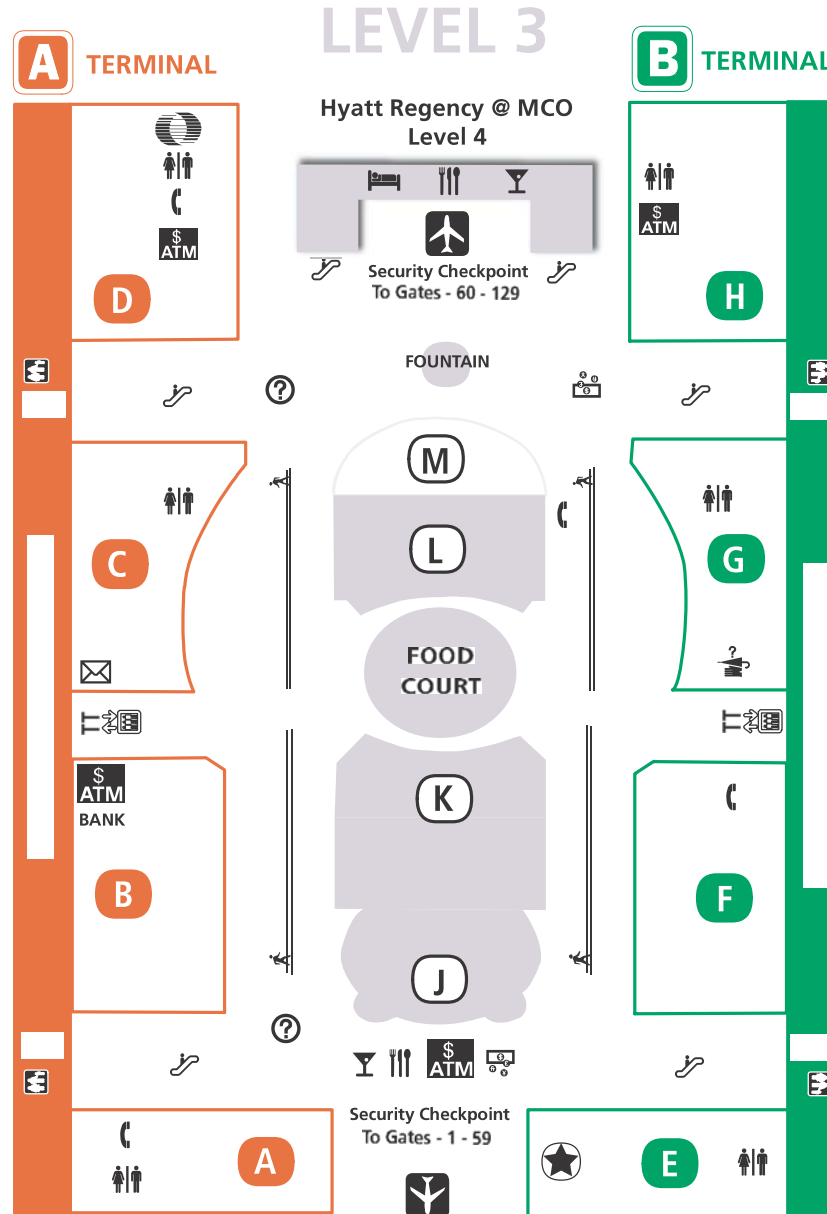 LEVEL 3
A TERMINAL
B TERMINAL
Hyatt Regency @ MCO
Level 4
$
ATM
$
ATM
Security Checkpoint
To Gates - 60 - 129
D
H
FOUNTAIN
?
M
L
C
G
FOOD
COURT
?
$
ATM
BANK
K
B
F
J
?
$
ATM
Security Checkpoint
To Gates - 1 - 59
A
E